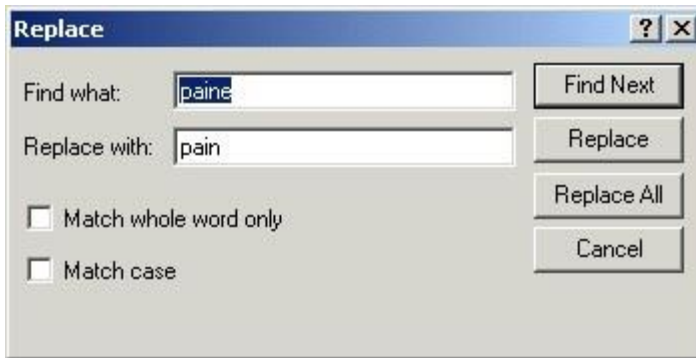 Replace
Find what: paine
Find Next
Replace with: pain
Replace
Replace All
Match whole word only
Cancel
Match case